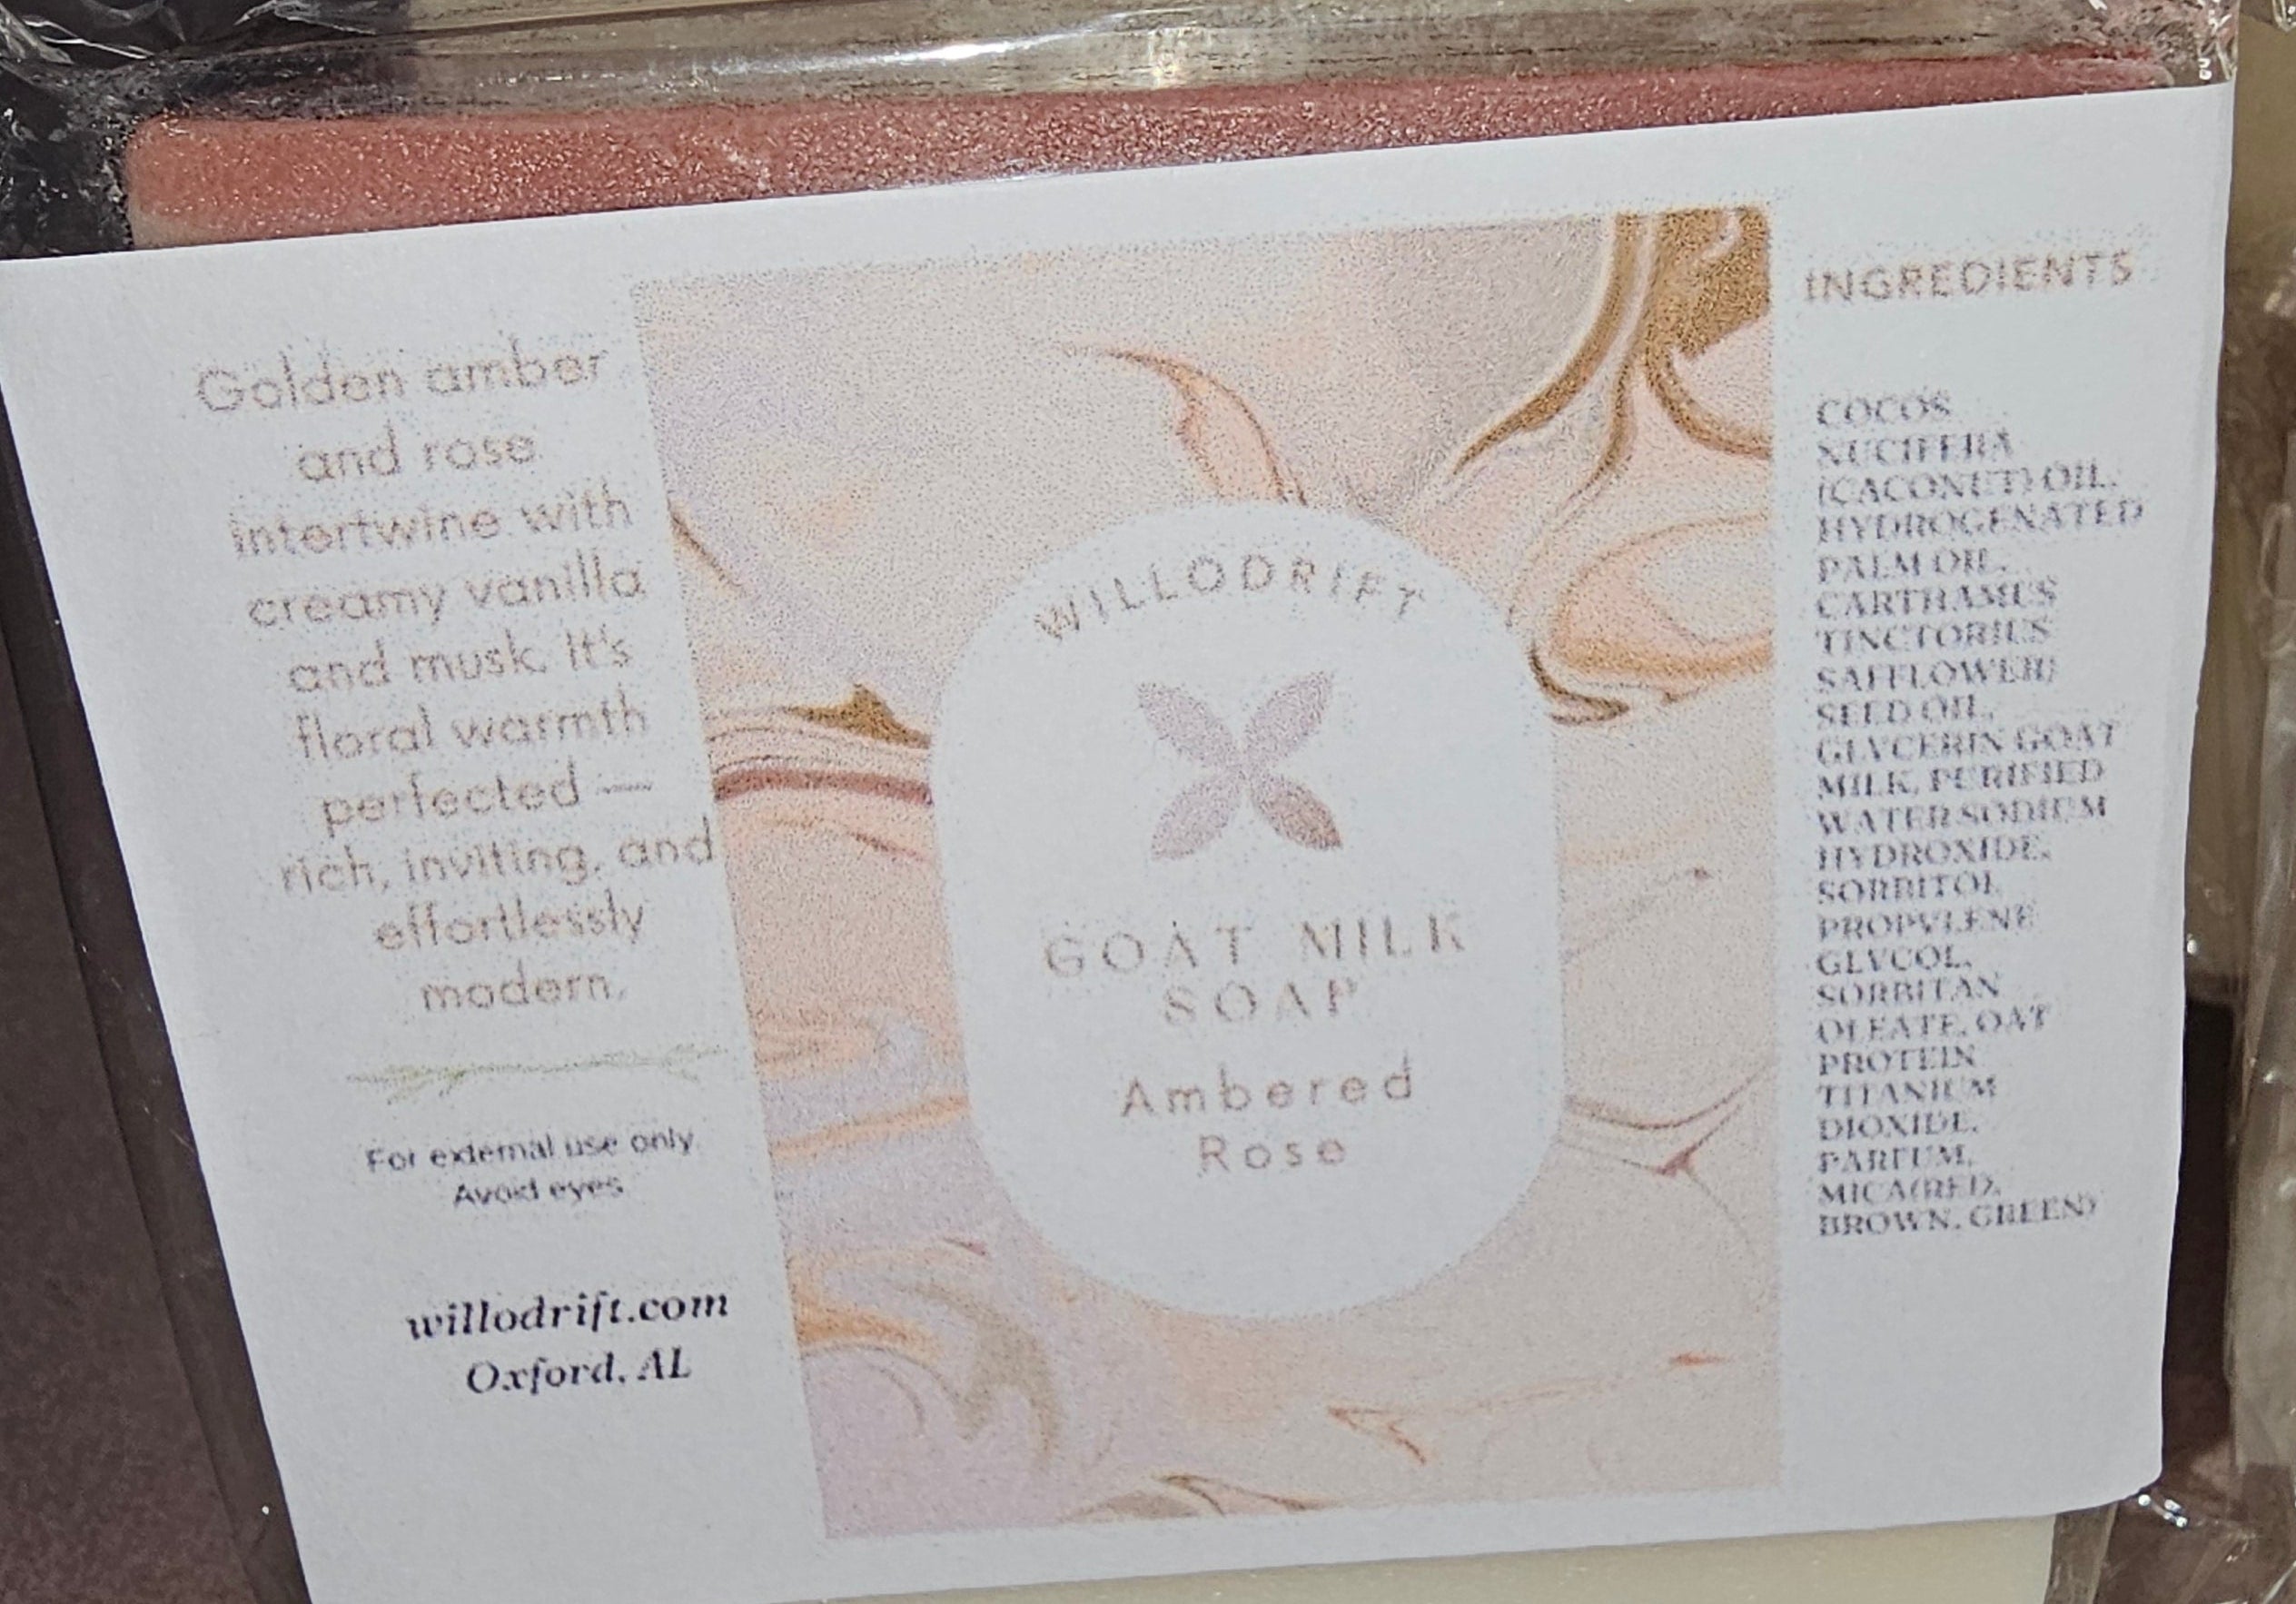 Golden amber
and rose
intertwine with
creamy vanilla
and musk. It's
floral warmth
perfected —
rich, inviting, and
effortlessly
modern.
For external use only
Avoid eyes
willodrift.com
Oxford, AL
WILLODRIFT
GOAT MILK
SOAP
Ambered
Rose
INGREDIENTS
COCOS
NUCIFERA
(CACONUT) OIL,
HYDROGENATED
PALM OIL,
CARTHAMUS
TINCTORIUS
SAFFLOWER)
SEED OIL,
GLYCERIN GOAT
MILK, PURIFIED
WATER SODIUM
HYDROXIDE,
SORBITOL
PROPYLENE
GLYCOL,
SORBITAN
OLEATE, OAT
PROTEIN
TITANIUM
DIOXIDE,
PARFUM,
MICA(RED),
BROWN, GREEN)